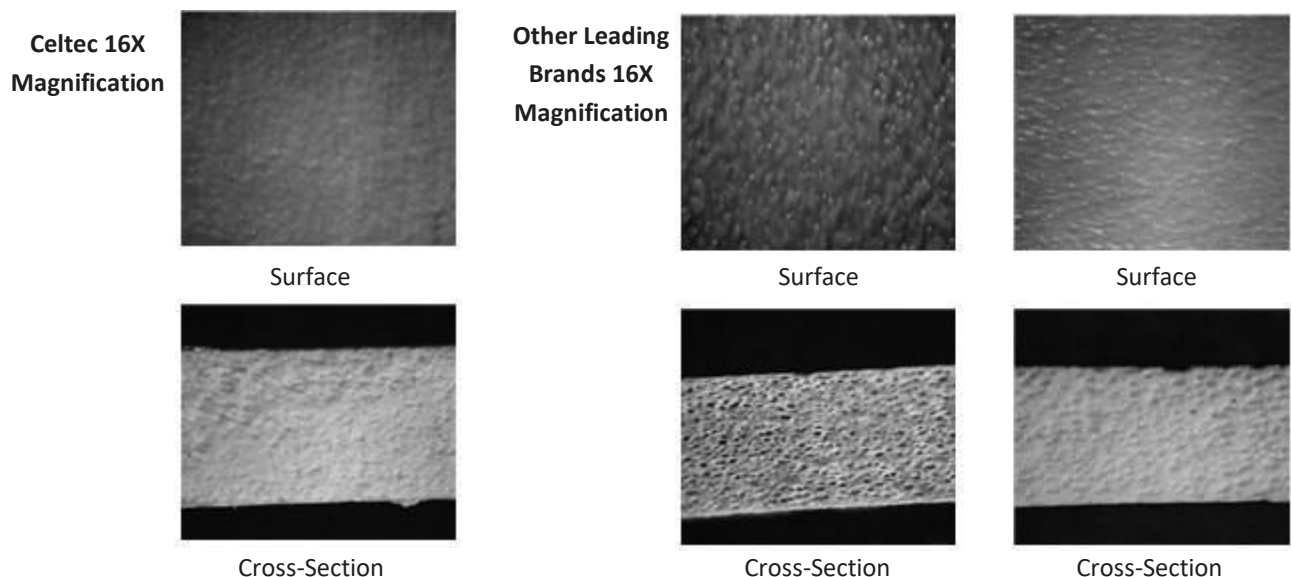 Celtec 16X
Magnification
Other Leading
Brands 16X
Magnification
Surface
Surface
Surface
Cross-Section
Cross-Section
Cross-Section